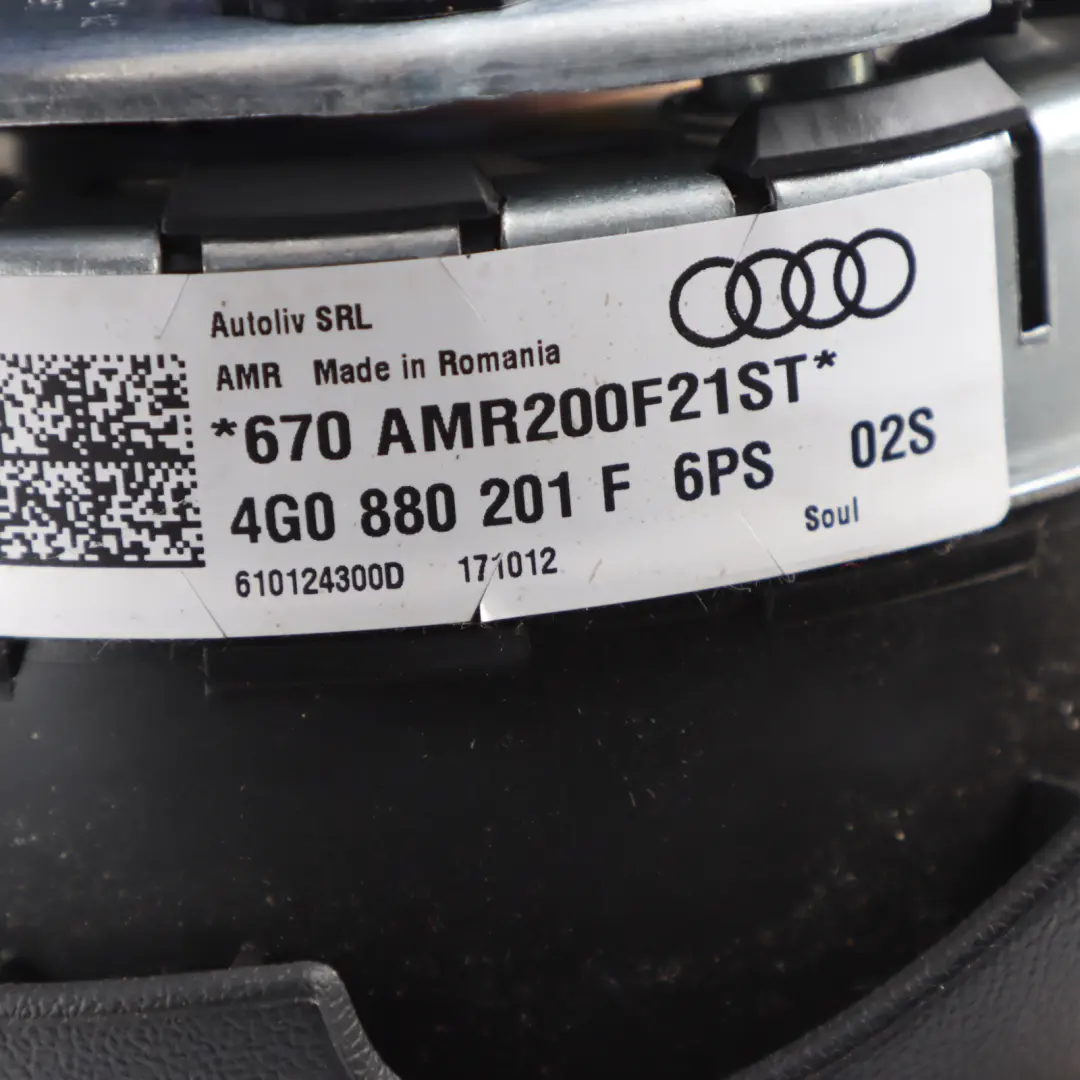 Autoliv SRL
AMR Made in Romania
*670 AMR200F21ST*
4G0 880 201 F 6PS 02S
610124300D 171012 Soul